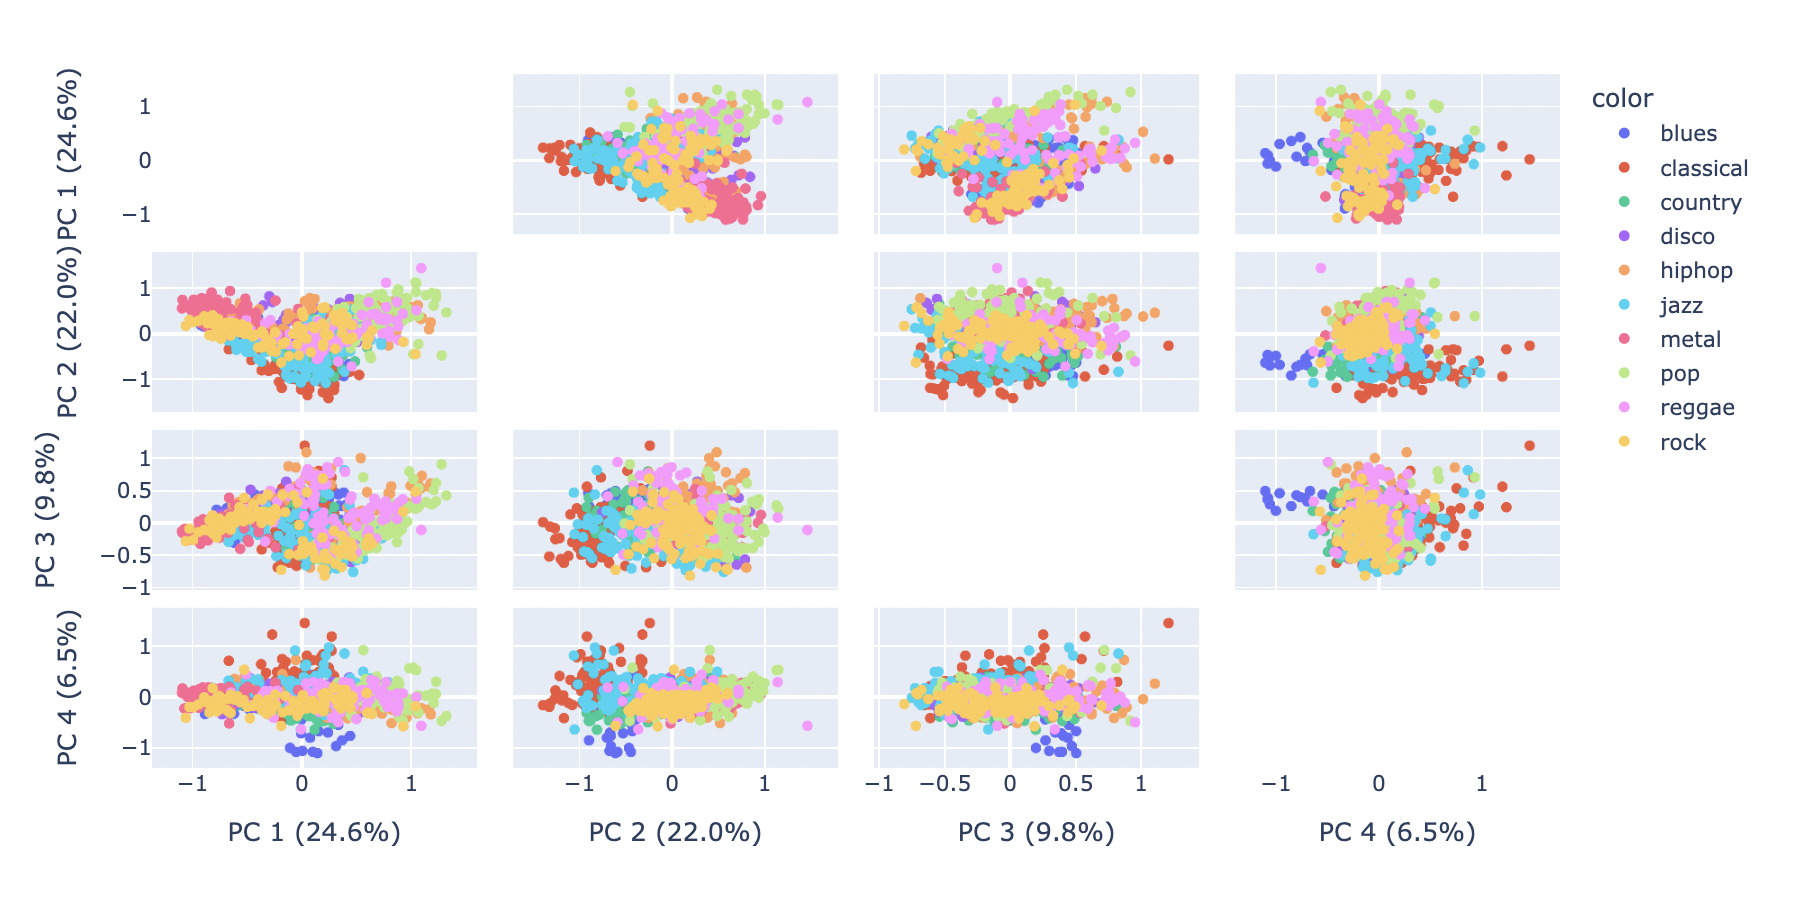 color
blues
classical
country
disco
hiphop
jazz
metal
pop
reggae
rock
PC 1 (24.6%)
1
0
−1
PC 2 (22.0%)
1
0
−1
PC 3 (9.8%)
1
0.5
0
−0.5
−1
PC 4 (6.5%)
1
0
−1
−1 0 1
−1 0 1
−1 −0.5 0 0.5 1
−1 0 1
PC 1 (24.6%)
PC 2 (22.0%)
PC 3 (9.8%)
PC 4 (6.5%)